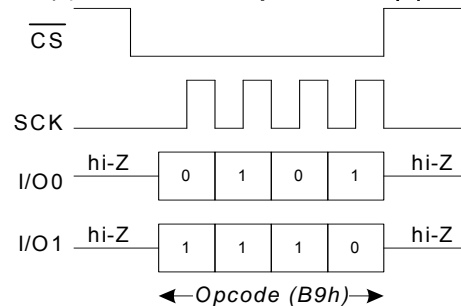 CS
SCK
hi-Z hi-Z
I/O0 0 1 0 1
hi-Z hi-Z
I/O1 1 1 1 0
Opcode (B9h)